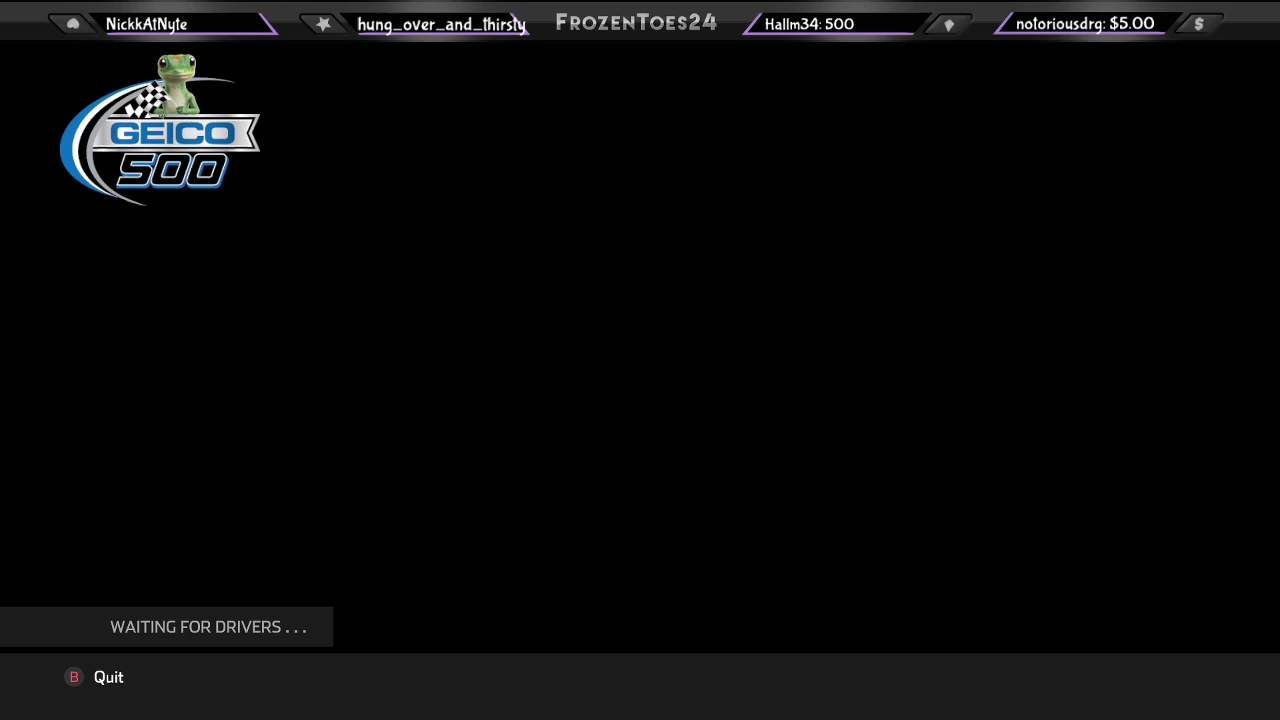 NickkAtNyte
hung_over_and_thirsty
FROZENTOES24
Hallm34: 500
notoriousdrg: $5.00
$
GEICO
500
WAITING FOR DRIVERS . . .
B Quit